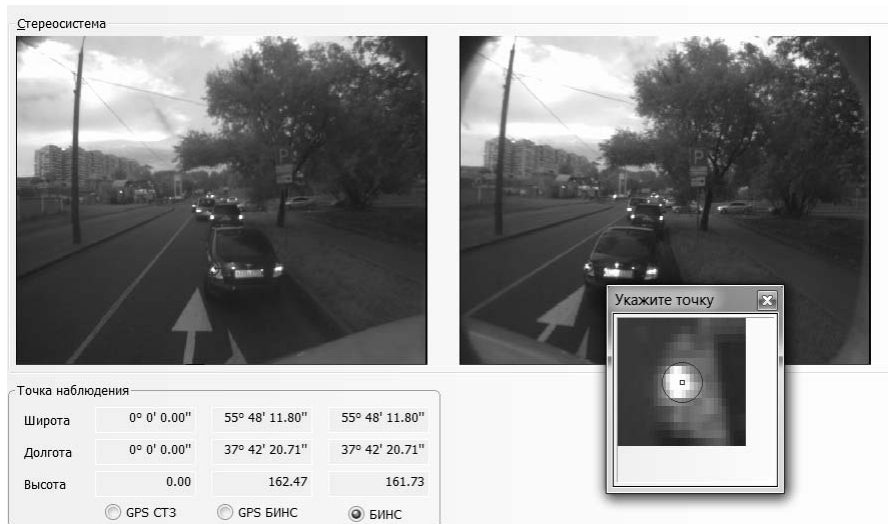 Стереосистема
P
P
Укажите точку
Точка наблюдения
Широта 0° 0' 0.00" 55° 48' 11.80" 55° 48' 11.80"
Долгота 0° 0' 0.00" 37° 42' 20.71" 37° 42' 20.71"
Высота 0.00 162.47 161.73
GPS СТЗ GPS БИНС БИНС